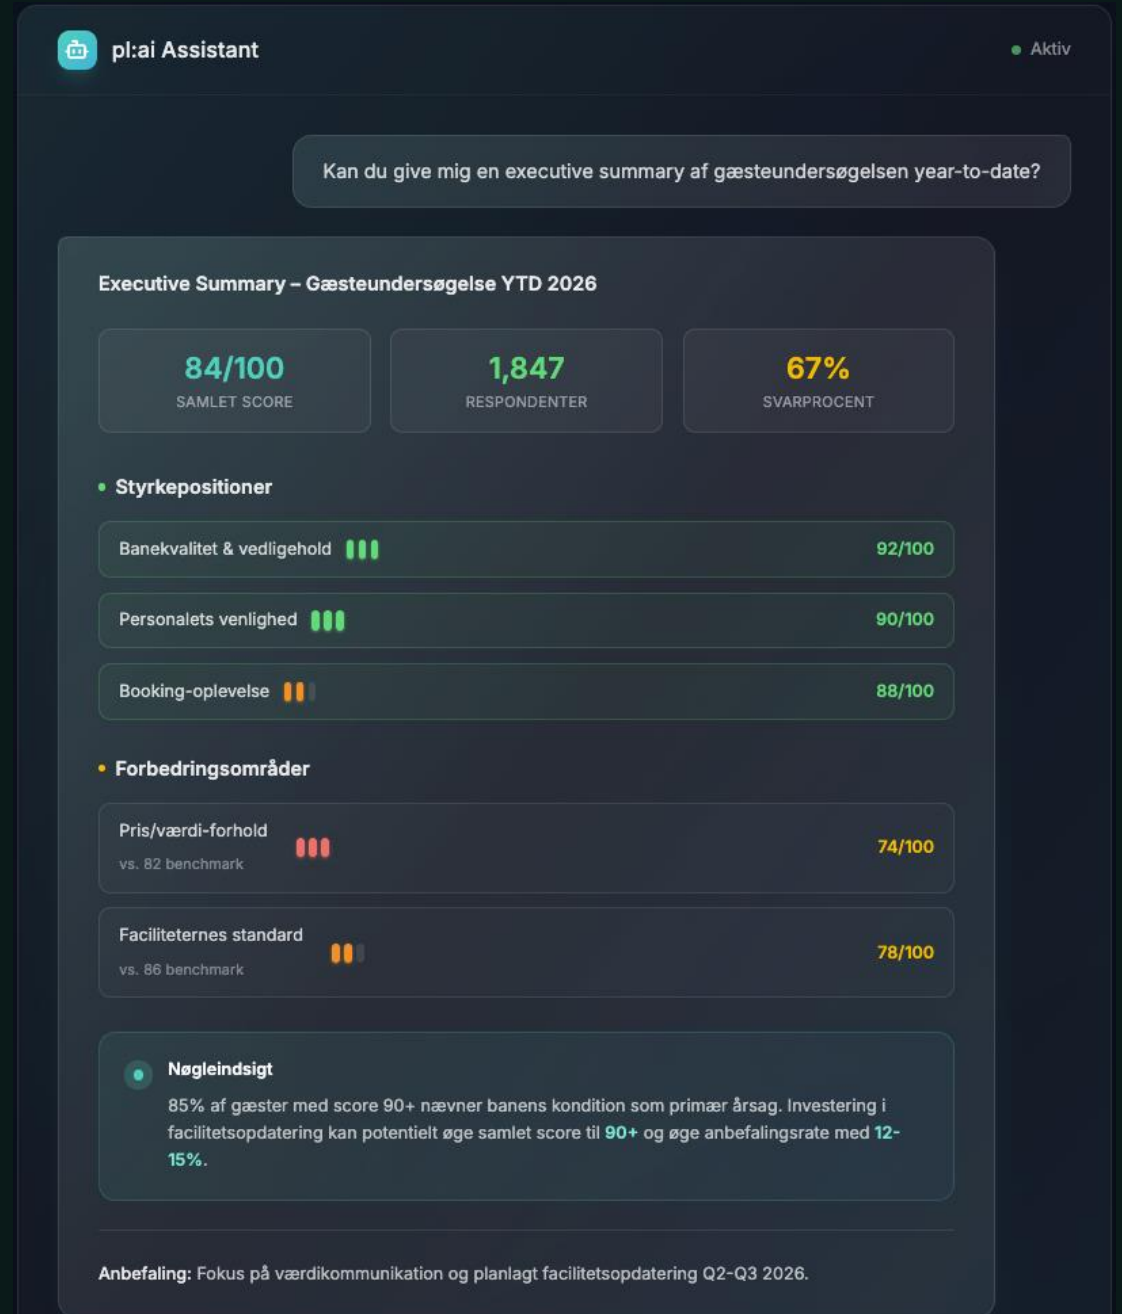 pl:ai Assistant
Aktiv
Kan du give mig en executive summary af gæsteundersøgelsen year-to-date?
Executive Summary – Gæsteundersøgelse YTD 2026
84/100
SAMLET SCORE
1,847
RESPONDENTER
67%
SVARPROCENT
Styrkepositioner
Banekvalitet & vedligehold
92/100
Personalets venlighed
90/100
Booking-oplevelse
88/100
Forbedringsområder
Pris/værdi-forhold
vs. 82 benchmark
74/100
Faciliteternes standard
vs. 86 benchmark
78/100
Nøgleindsigt
85% af gæster med score 90+ nævner banens kondition som primær årsag. Investering i
facilitetsopdatering kan potentielt øge samlet score til 90+ og øge anbefalingsrate med 12-
15%.
Anbefaling: Fokus på værdikommunikation og planlagt facilitetsopdatering Q2-Q3 2026.